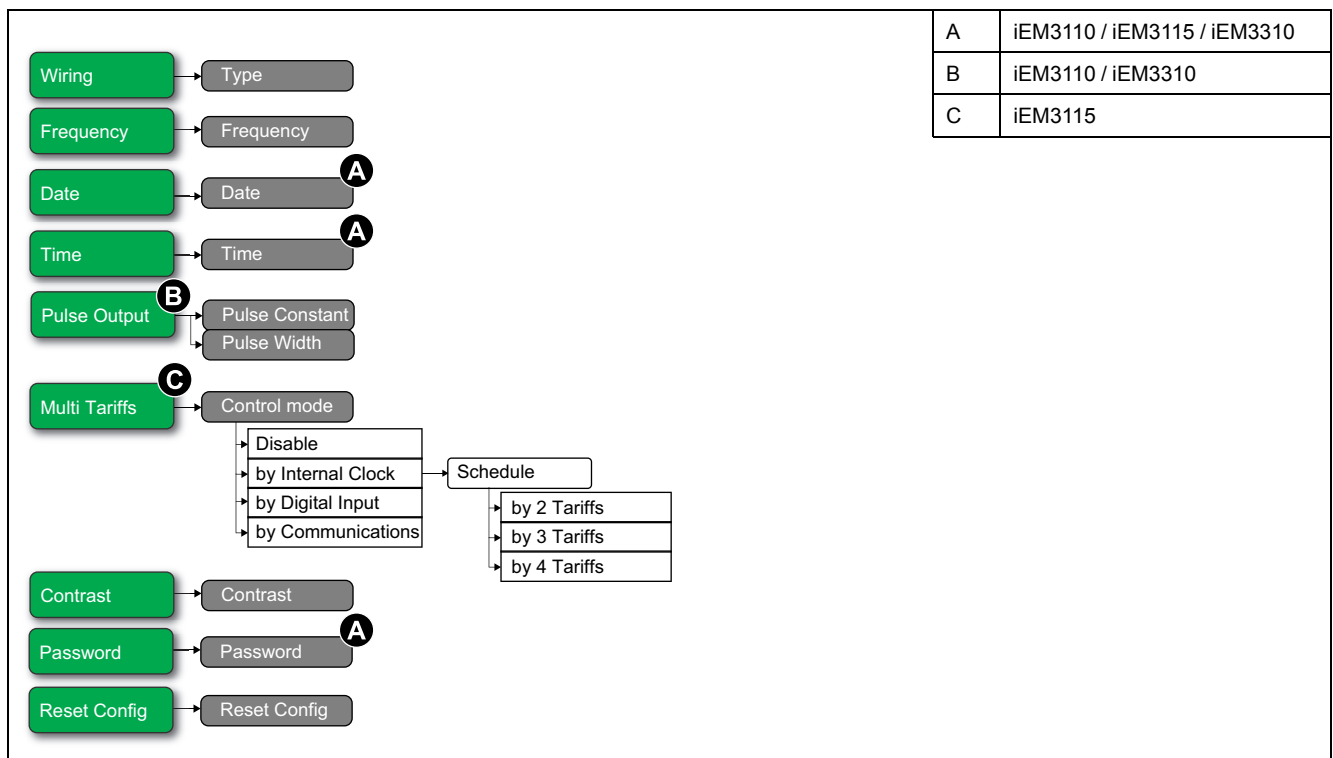 A iEM3110 / iEM3115 / iEM3310
B iEM3110 / iEM3310
C iEM3115
Wiring Type
Frequency Frequency
A
Date Date
A
Time Time
B
Pulse Output Pulse Constant
Pulse Width
C
Multi Tariffs Control mode
Disable
by Internal Clock Schedule
by Digital Input by 2 Tariffs
by Communications by 3 Tariffs
by 4 Tariffs
Contrast Contrast
A
Password Password
Reset Config Reset Config